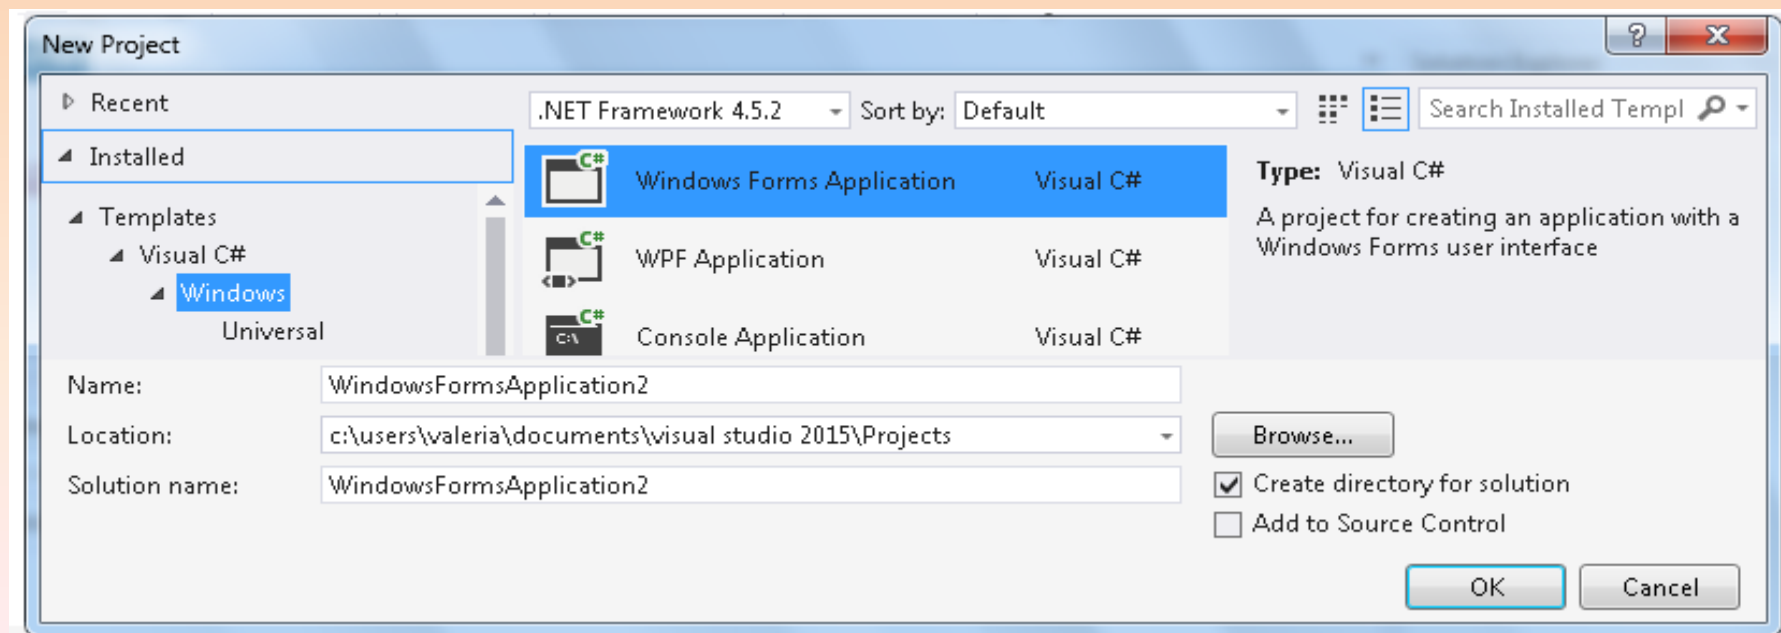 New Project
Recent
.NET Framework 4.5.2
Sort by: Default
Search Installed Templ
Installed
Templates
Visual C#
Windows
Universal
C# Windows Forms Application Visual C#
C# WPF Application Visual C#
C# C:\ Console Application Visual C#
Type: Visual C#
A project for creating an application with a
Windows Forms user interface
Name: WindowsFormsApplication2
Location: c:\users\valeria\documents\visual studio 2015\Projects
Browse...
Solution name: WindowsFormsApplication2
Create directory for solution
Add to Source Control
OK
Cancel